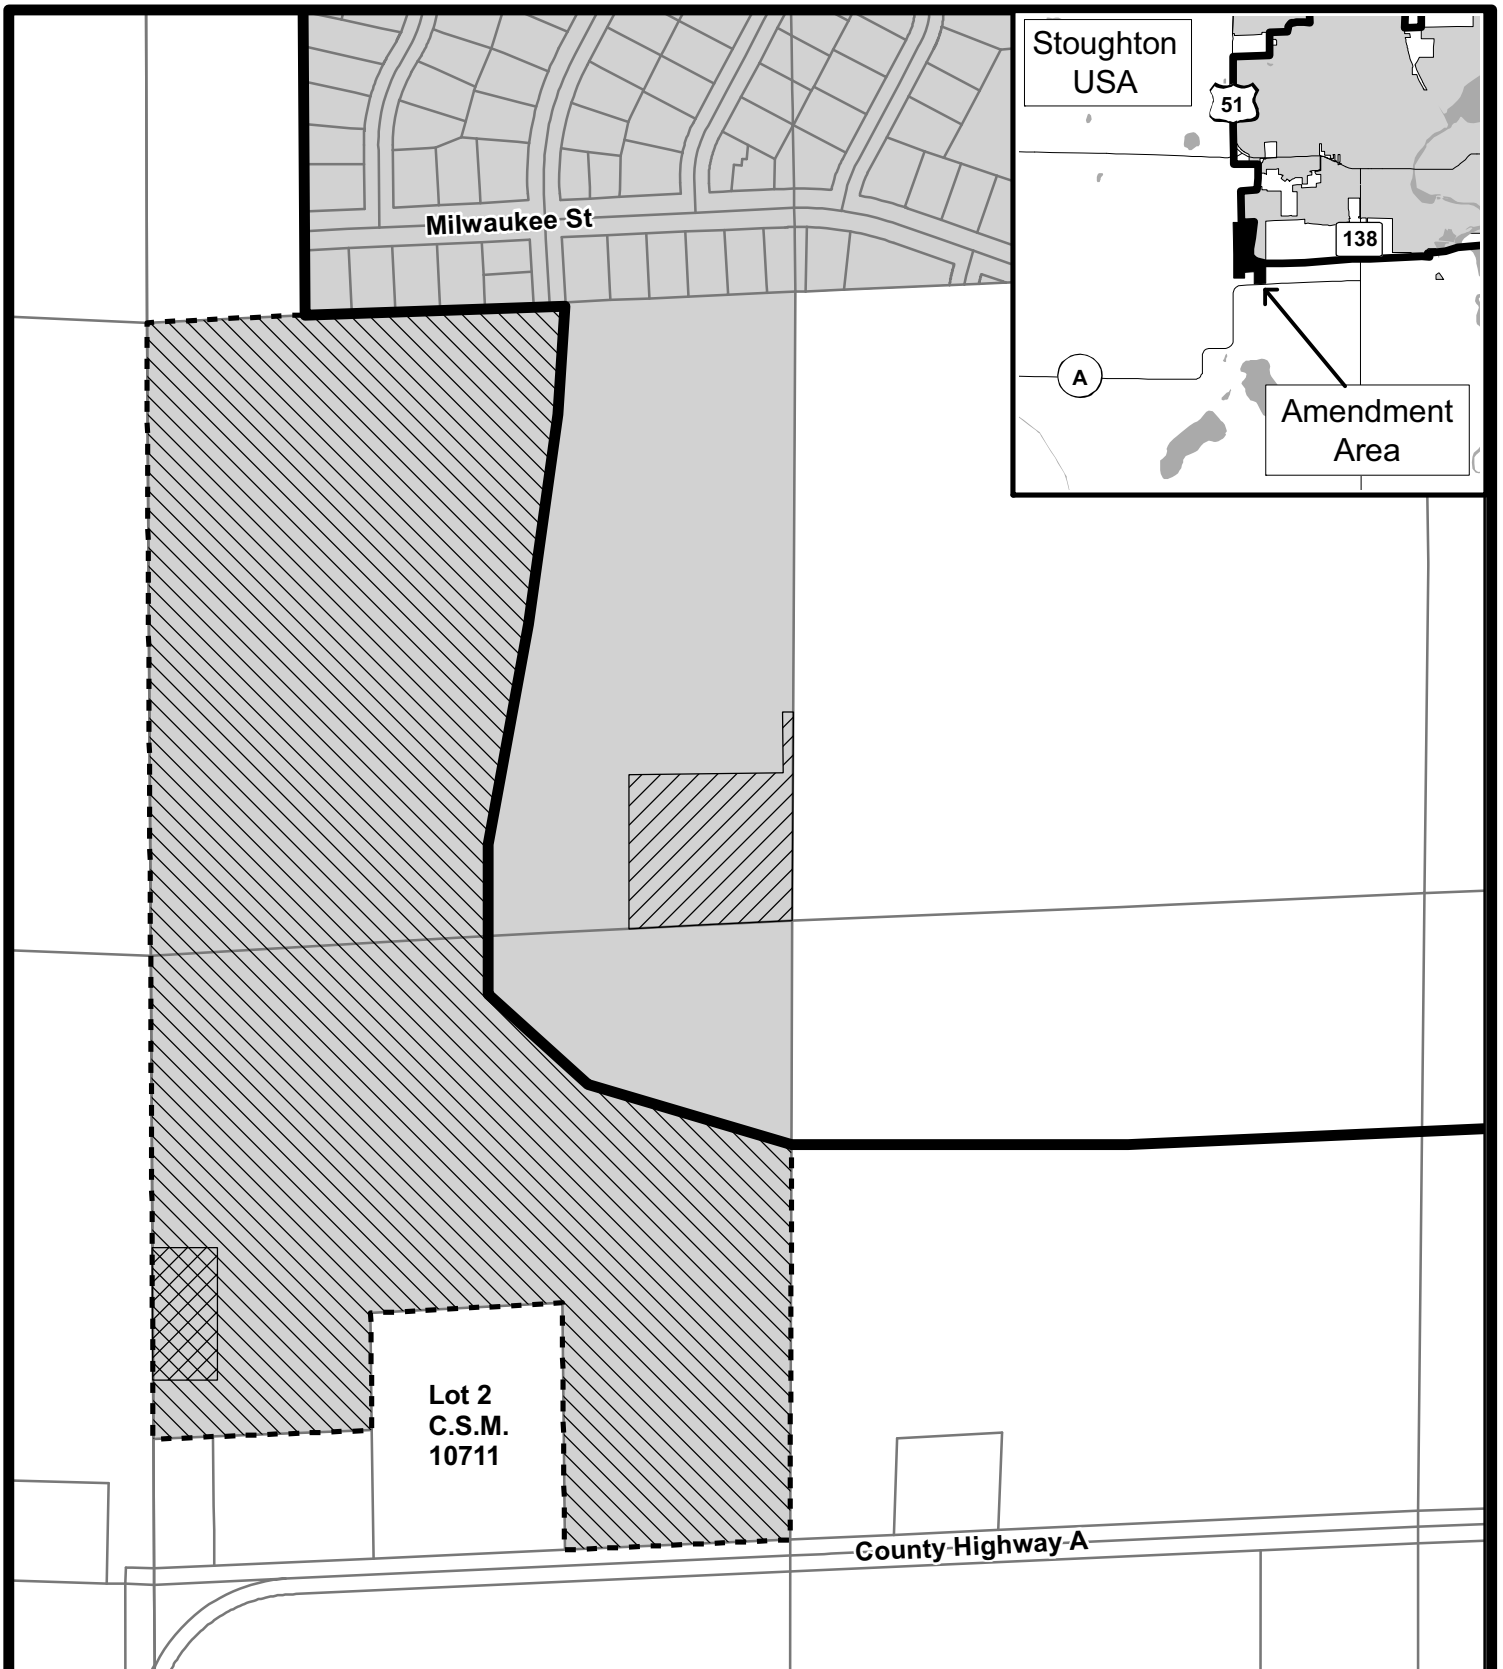 Stoughton
USA
51
138
A
Amendment
Area
Milwaukee St
Lot 2
C.S.M.
10711
County Highway A